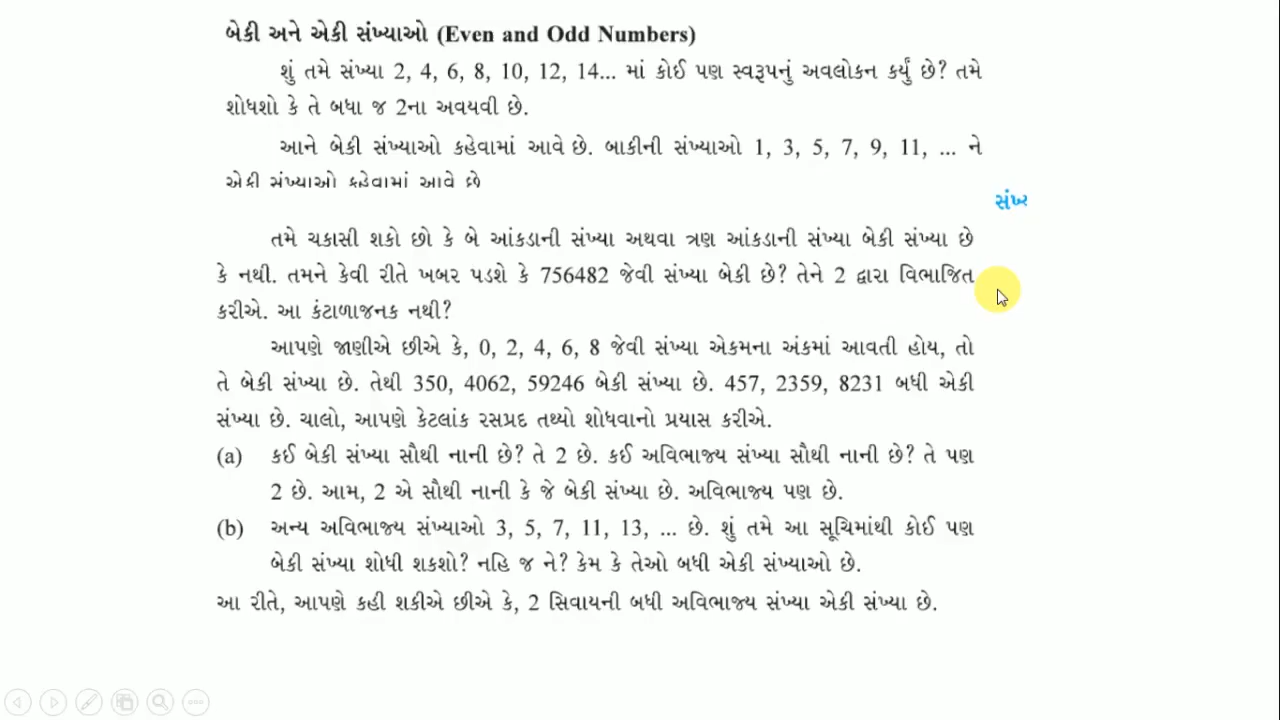 બેકી અને એકી સંખ્યાઓ (Even and Odd Numbers)
શું તમે સંખ્યા 2, 4, 6, 8, 10, 12, 14... માં કોઈ પણ સ્વરૂપનું અવલોકન કર્યું છે? તમે
શોધશો કે તે બધા જ 2ના અવયવી છે.
આને બેકી સંખ્યાઓ કહેવામાં આવે છે. બાકીની સંખ્યાઓ 1, 3, 5, 7, 9, 11, ... ને
એકી સંખ્યાઓ કહેવામાં આવે છે
તમે ચકાસી શકો છો કે બે આંકડાની સંખ્યા અથવા ત્રણ આંકડાની સંખ્યા બેકી સંખ્યા છે
કે નથી. તમને કેવી રીતે ખબર પડશે કે 756482 જેવી સંખ્યા બેકી છે? તેને 2 દ્વારા વિભાજિત
કરીએ. આ કંટાળાજનક નથી?
આપણે જાણીએ છીએ કે, 0, 2, 4, 6, 8 જેવી સંખ્યા એકમના અંકમાં આવતી હોય, તો
તે બેકી સંખ્યા છે. તેથી 350, 4062, 59246 બેકી સંખ્યા છે. 457, 2359, 8231 બધી એકી
સંખ્યા છે. ચાલો, આપણે કેટલાંક રસપ્રદ તથ્યો શોધવાનો પ્રયાસ કરીએ.
(a) કઈ બેકી સંખ્યા સૌથી નાની છે? તે 2 છે. કઈ અવિભાજ્ય સંખ્યા સૌથી નાની છે? તે પણ
2 છે. આમ, 2 એ સૌથી નાની કે જે બેકી સંખ્યા છે. અવિભાજ્ય પણ છે.
(b) અન્ય અવિભાજ્ય સંખ્યાઓ 3, 5, 7, 11, 13, ... છે. શું તમે આ સૂચિમાંથી કોઈ પણ
બેકી સંખ્યા શોધી શકશો? નહિ જ ને? કેમ કે તેઓ બધી એકી સંખ્યાઓ છે.
આ રીતે, આપણે કહી શકીએ છીએ કે, 2 સિવાયની બધી અવિભાજ્ય સંખ્યા એકી સંખ્યા છે.